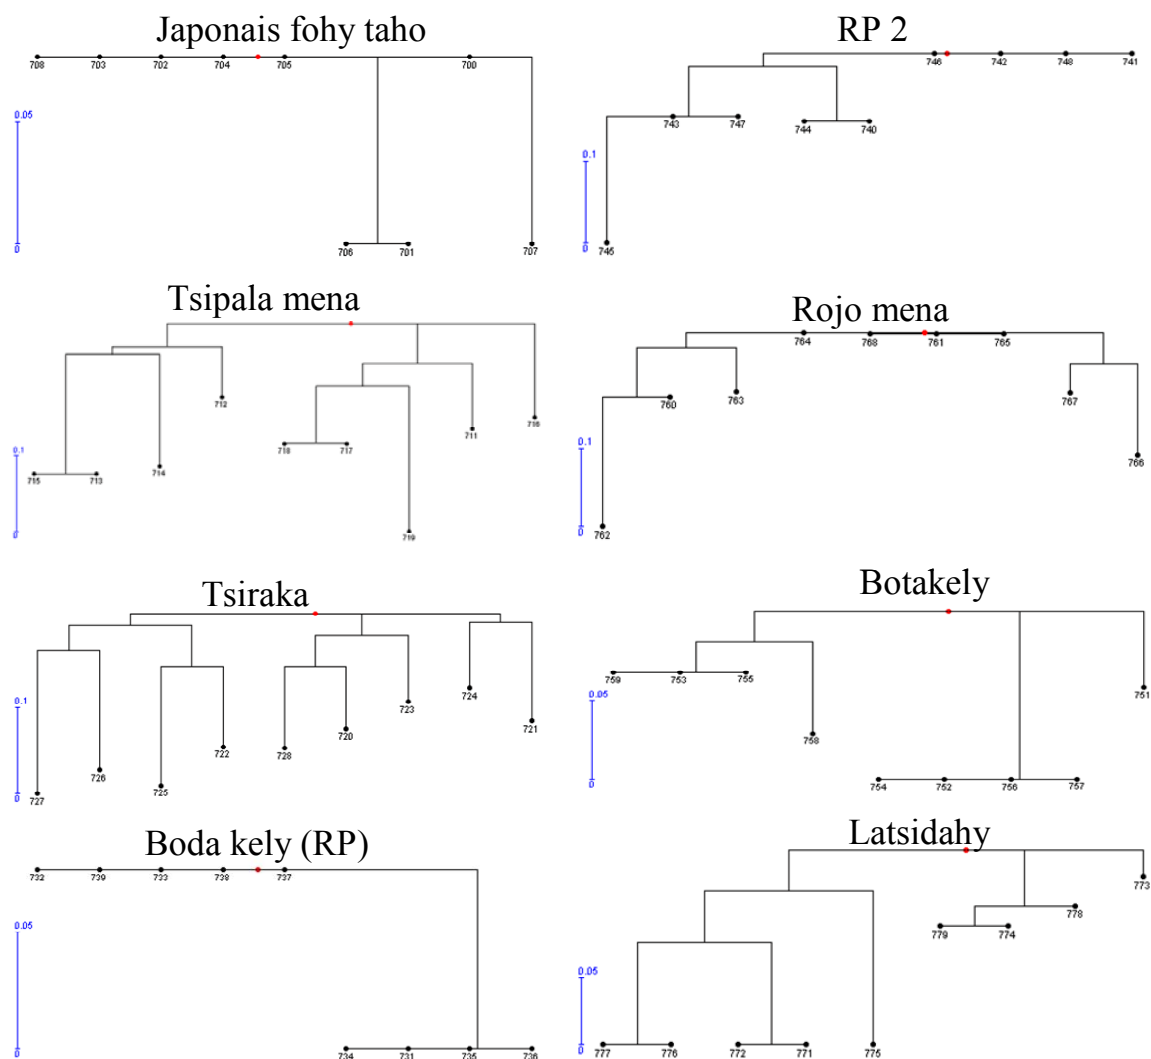 Japonais fohy taho
708 703 702 704 705 700
0.05
0
706 701 707
RP 2
746 742 748 741
743 747 744 740
0.1
0
745
Tsipala mena
712
711 716
718 717
0.1
715 713 714
0
719
Rojo mena
764 768 761 765
760 763 767
0.1
766
0
762
Tsiraka
724
0.1
723
721
720
722 728
726
725
0
727
Botakely
759 753 755
751
0.05
758
0
754 752 756 757
Boda kely (RP)
732 739 733 738 737
0.05
0
734 731 735 736
Latsidahy
773
778
779 774
0.05
0
777 776 772 771 775